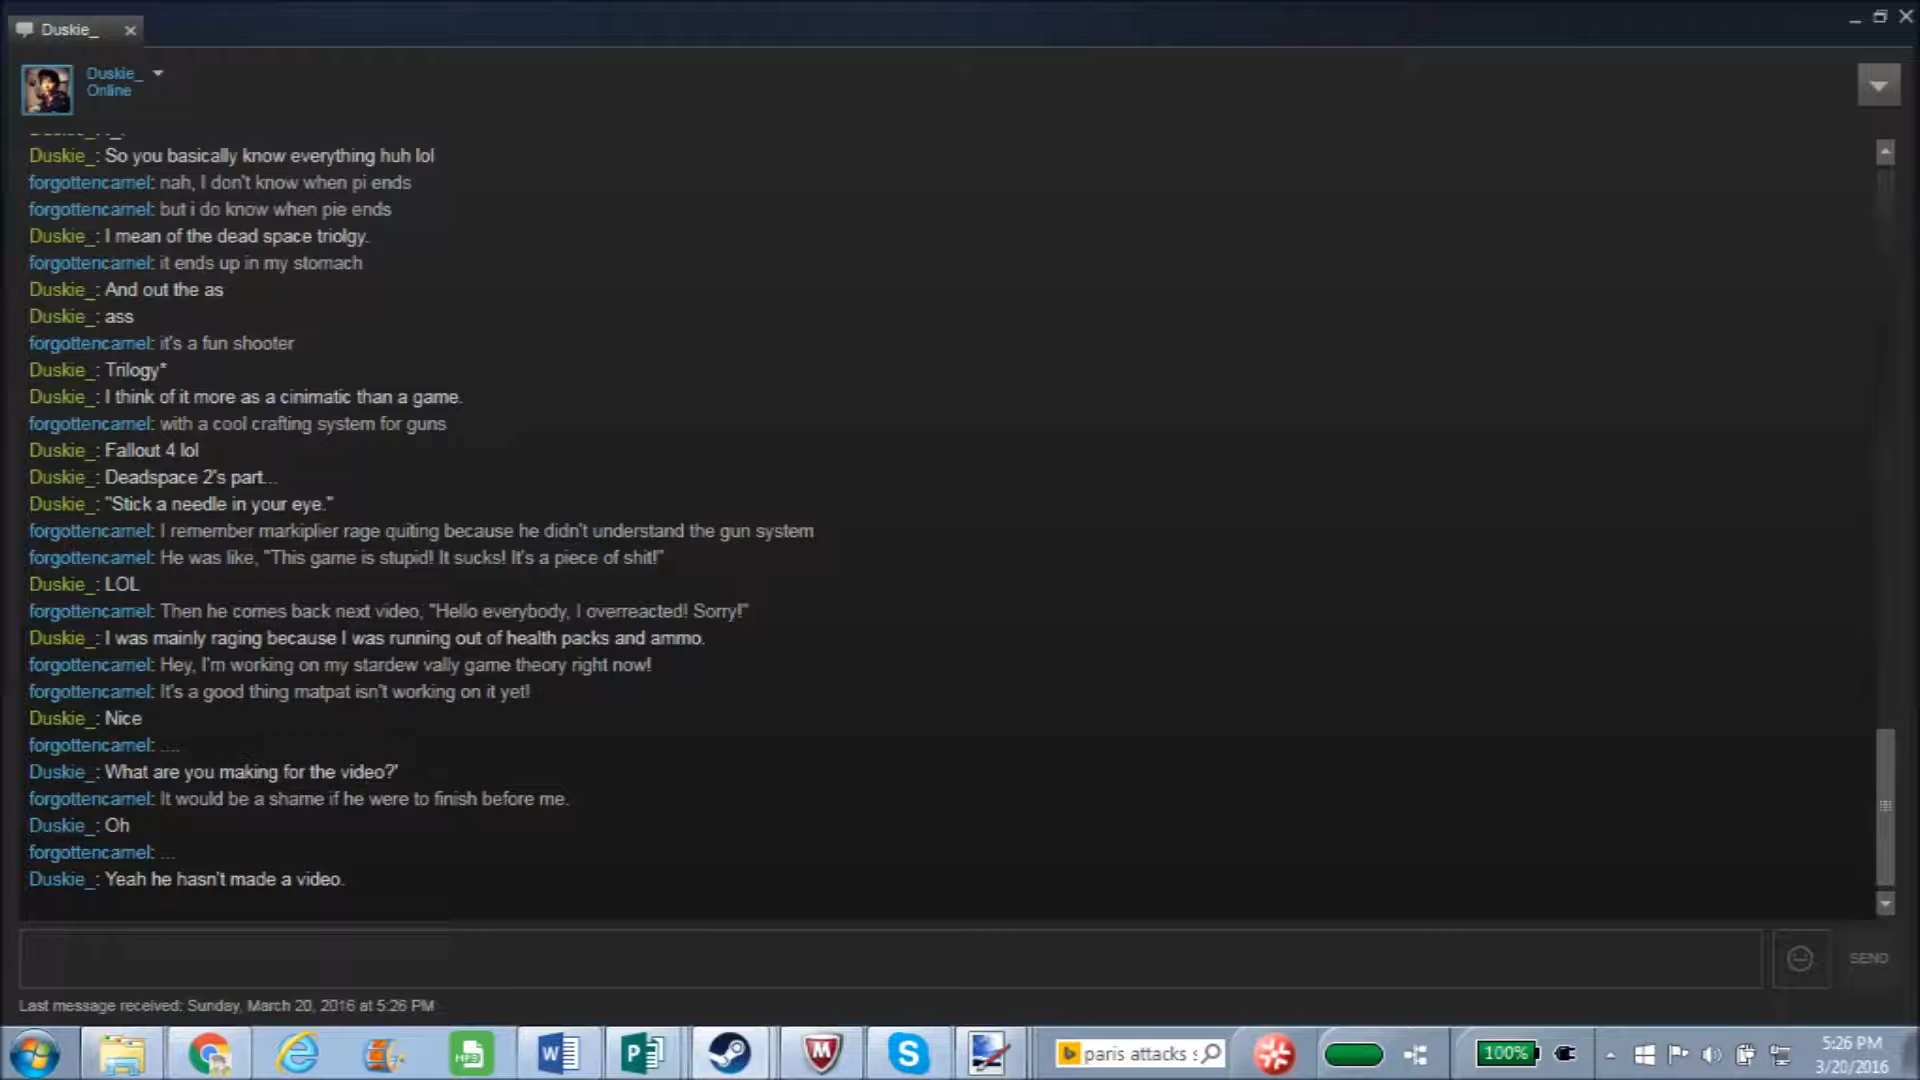 Duskie_
Duskie_
Online
Duskie_: So you basically know everything huh lol
forgottencamel: nah, I don't know when pi ends
forgottencamel: but i do know when pie ends
Duskie_: I mean of the dead space triolgy.
forgottencamel: it ends up in my stomach
Duskie_: And out the as
Duskie_: ass
forgottencamel: it's a fun shooter
Duskie_: Trilogy*
Duskie_: I think of it more as a cinimatic than a game.
forgottencamel: with a cool crafting system for guns
Duskie_: Fallout 4 lol
Duskie_: Deadspace 2's part...
Duskie_: "Stick a needle in your eye."
forgottencamel: I remember markiplier rage quiting because he didn't understand the gun system
forgottencamel: He was like, "This game is stupid! It sucks! It's a piece of shit!"
Duskie_: LOL
forgottencamel: Then he comes back next video, "Hello everybody, I overreacted! Sorry!"
Duskie_: I was mainly raging because I was running out of health packs and ammo.
forgottencamel: Hey, I'm working on my stardew vally game theory right now!
forgottencamel: It's a good thing matpat isn't working on it yet!
Duskie_: Nice
forgottencamel: ....
Duskie_: What are you making for the video?'
forgottencamel: It would be a shame if he were to finish before me.
Duskie_: Oh
forgottencamel: ...
Duskie_: Yeah he hasn't made a video.
SEND
Last message received: Sunday, March 20, 2016 at 5:26 PM
MP3
W
P
M
S
b
paris attacks s
100%
5:26 PM
3/20/2016